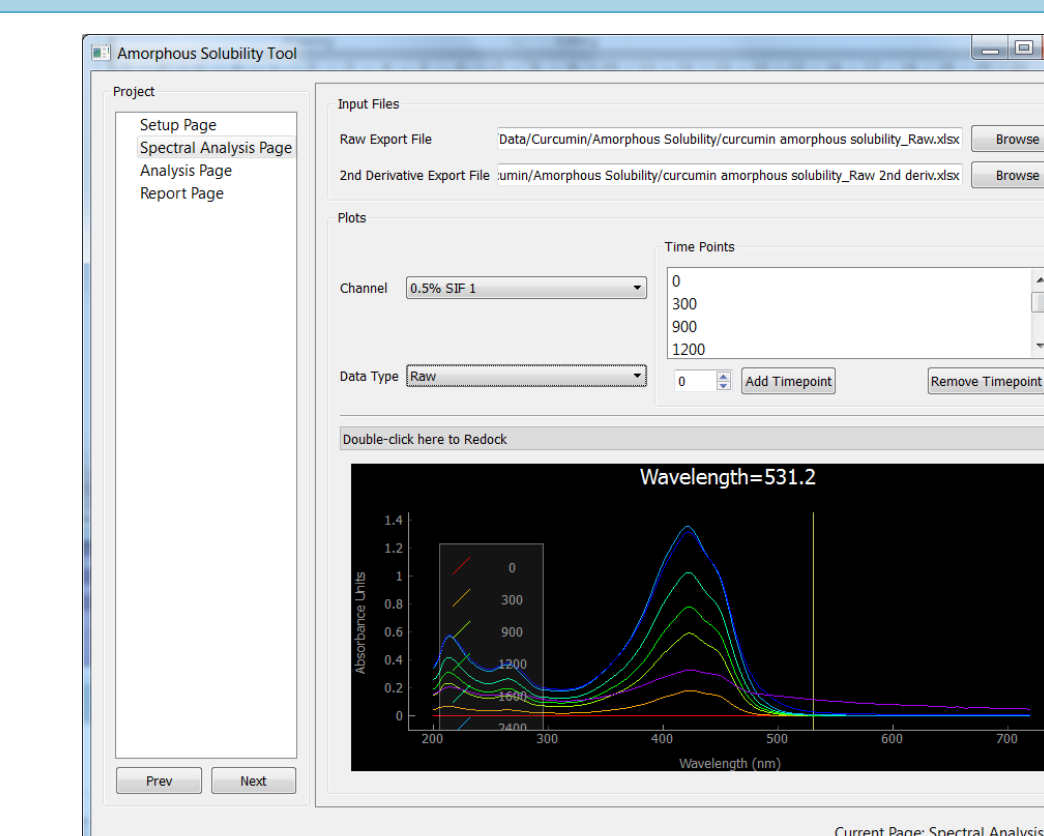 Amorphous Solubility Tool
Project
Setup Page
Spectral Analysis Page
Analysis Page
Report Page
Prev
Next
Input Files
Raw Export File
/Data/Curcumin/Amorphous Solubility/curcumin amorphous solubility_Raw.xlsx
Browse
2nd Derivative Export File
cumin/Amorphous Solubility/curcumin amorphous solubility_Raw 2nd deriv.xlsx
Browse
Plots
Channel
0.5% SIF 1
Data Type
Raw
Time Points
0
300
900
1200
0
Add Timepoint
Remove Timepoint
Double-click here to Redock
Wavelength=531.2
Absorbance Units
1.4
1.2
1
0.8
0.6
0.4
0.2
0
0
300
900
1200
1600
2400
200
300
400
500
600
700
Wavelength (nm)
Current Page: Spectral Analysis